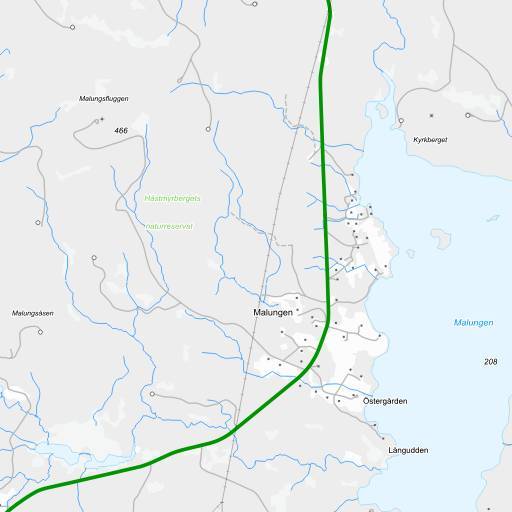 Malungsfluggen
466
Kyrkberget
Hästmyrbergets
naturreservat
Malungsåsen
Malungen
Malungen
208
Östergården
Långudden